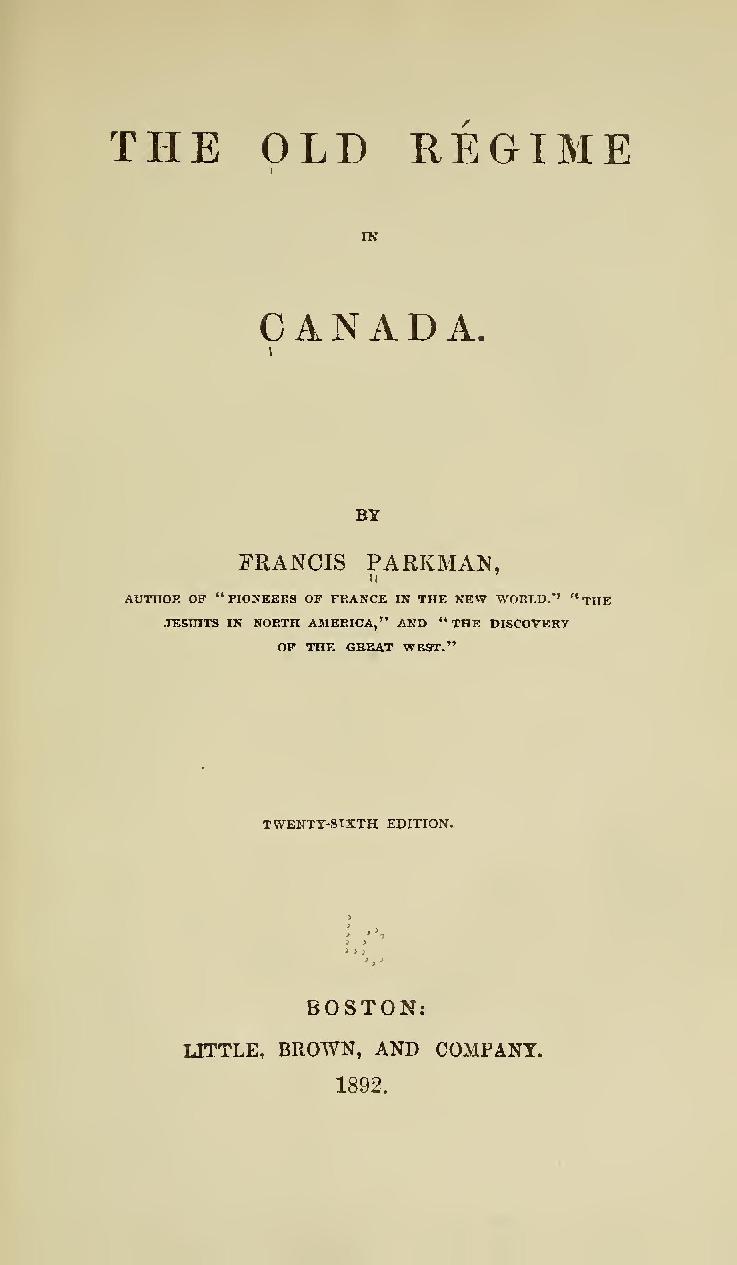 THE OLD RÉGIME
IN
CANADA.
BY
FRANCIS PARKMAN,
AUTHOR OF “PIONEERS OF FRANCE IN THE NEW WORLD.” “THE
JESUITS IN NORTH AMERICA,” AND “THE DISCOVERY
OF THE GREAT WEST.”
TWENTY-SIXTH EDITION.
BOSTON:
LITTLE, BROWN, AND COMPANY.
1892.